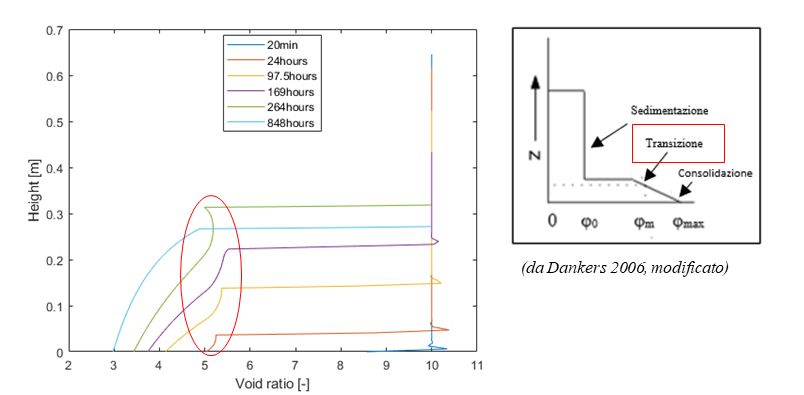 0.7
0.6
0.5
0.4
0.3
0.2
0.1
0
Height [m]
2 3 4 5 6 7 8 9 10 11
Void ratio [-]
20min
24hours
97.5hours
169hours
264hours
848hours
Z
Sedimentazione
Transizione
Consolidazione
0 φ0 φm φmax
(da Dankers 2006, modificato)